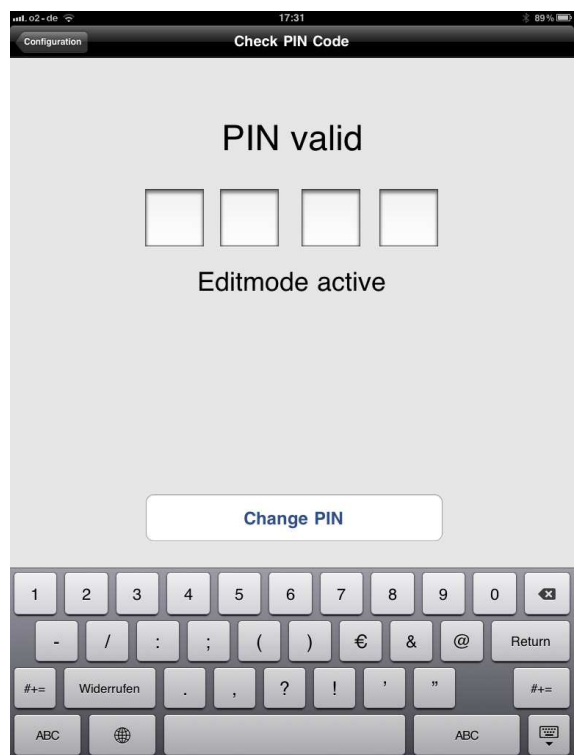 o2-de 17:31 89 %
Configuration Check PIN Code
PIN valid
Editmode active
Change PIN
1 2 3 4 5 6 7 8 9 0
- / : ; ( ) € & @ Return
#+= Widerrufen . , ? ! ' " #+=
ABC ABC